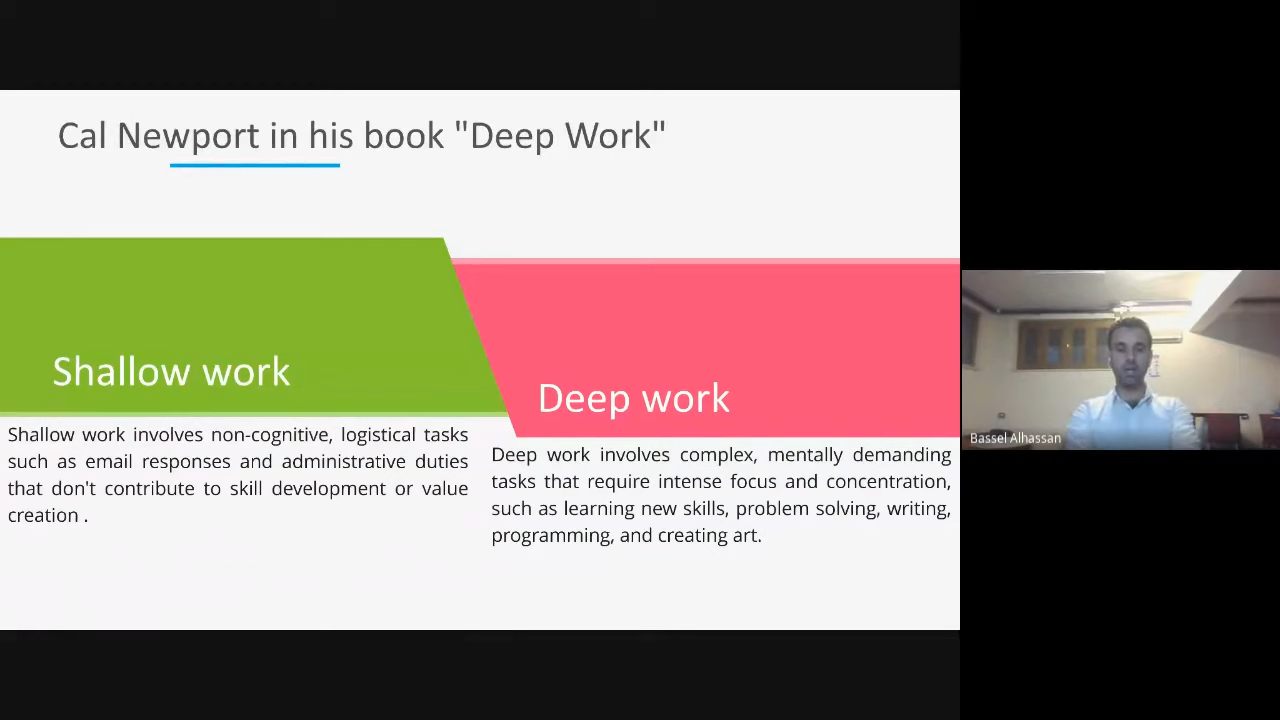 Cal Newport in his book "Deep Work"
Shallow work
Shallow work involves non-cognitive, logistical tasks
such as email responses and administrative duties
that don't contribute to skill development or value
creation .
Deep work
Deep work involves complex, mentally demanding
tasks that require intense focus and concentration,
such as learning new skills, problem solving, writing,
programming, and creating art.
Bassel Alhassan